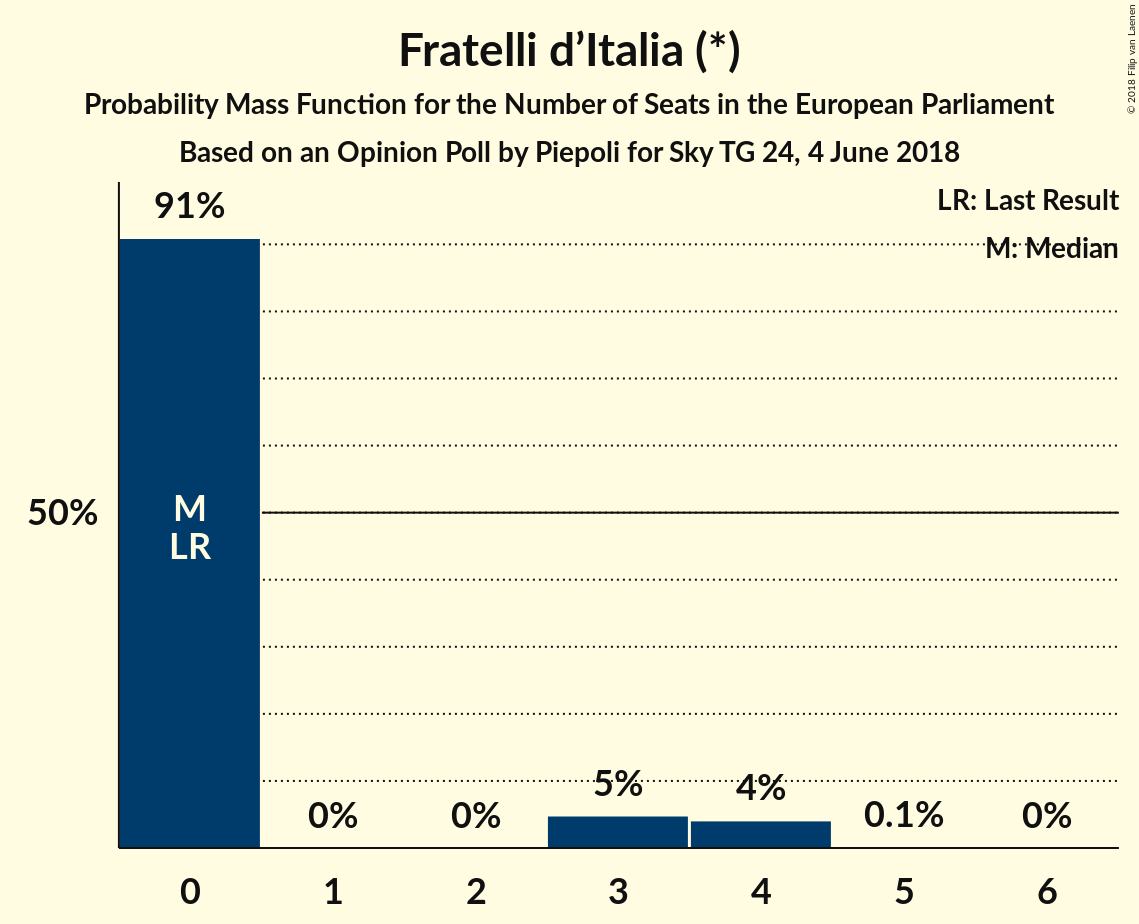 Fratelli d’Italia (*)
Probability Mass Function for the Number of Seats in the European Parliament
Based on an Opinion Poll by Piepoli for Sky TG 24, 4 June 2018
© 2018 Filip van Laenen
LR: Last Result
M: Median
91%
50%
M
LR
0%
0%
5%
4%
0.1%
0%
0 1 2 3 4 5 6